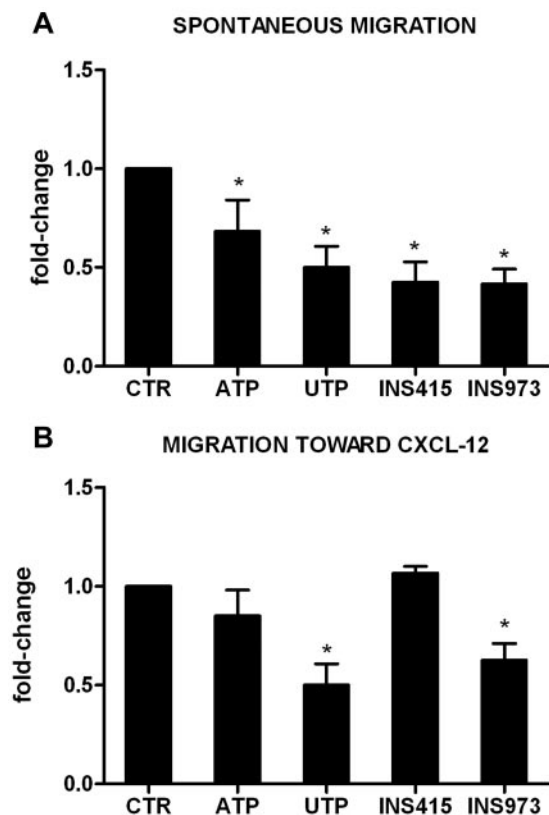 A
SPONTANEOUS MIGRATION
fold-change
1.5
1.0
0.5
0.0
*
*
*
*
CTR ATP UTP INS415 INS973
B
MIGRATION TOWARD CXCL-12
fold-change
1.5
1.0
0.5
0.0
*
*
CTR ATP UTP INS415 INS973